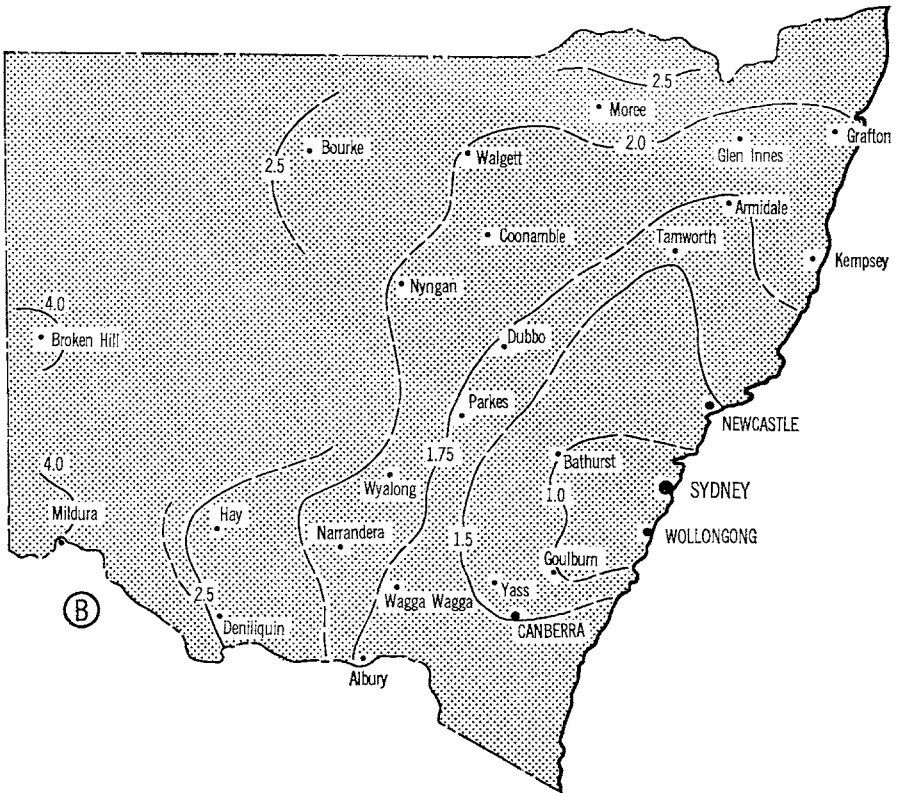 2.5
Moree
Bourke
2.0
Grafton
2.5
Walgett
Glen Innes
Armidale
Coonamble
Tamworth
Kempsey
Nyngan
4.0
Broken Hill
Dubbo
Parkes
NEWCASTLE
1.75
4.0
Bathurst
Wyalong
1.0
SYDNEY
Mildura
Hay
Narrandera
1.5
WOLLONGONG
Goulburn
2.5
Wagga Wagga
Yass
B
Deniliquin
CANBERRA
Albury